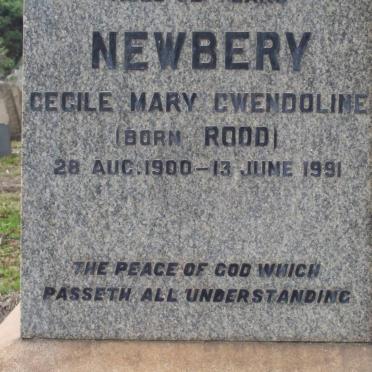 NEWBERY
CECILE MARY GWENDOLINE
(BORN ROOD)
28 AUG.1900—13 JUNE 1991
THE PEACE OF GOD WHICH
PASSETH ALL UNDERSTANDING